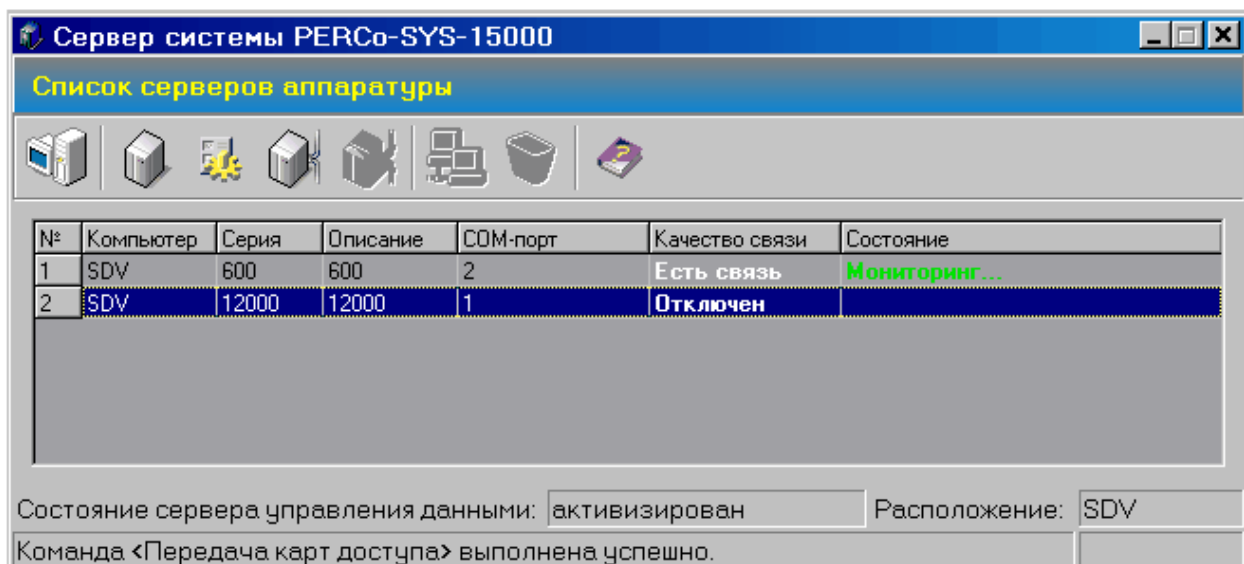 Сервер системы PERCo-SYS-15000
Список серверов аппаратуры
№ Компьютер Серия Описание COM-порт Качество связи Состояние
1 SDV 600 600 2 Есть связь Мониторинг...
2 SDV 12000 12000 1 Отключен
Состояние сервера управления данными: активизирован Расположение: SDV
Команда <Передача карт доступа> выполнена успешно.